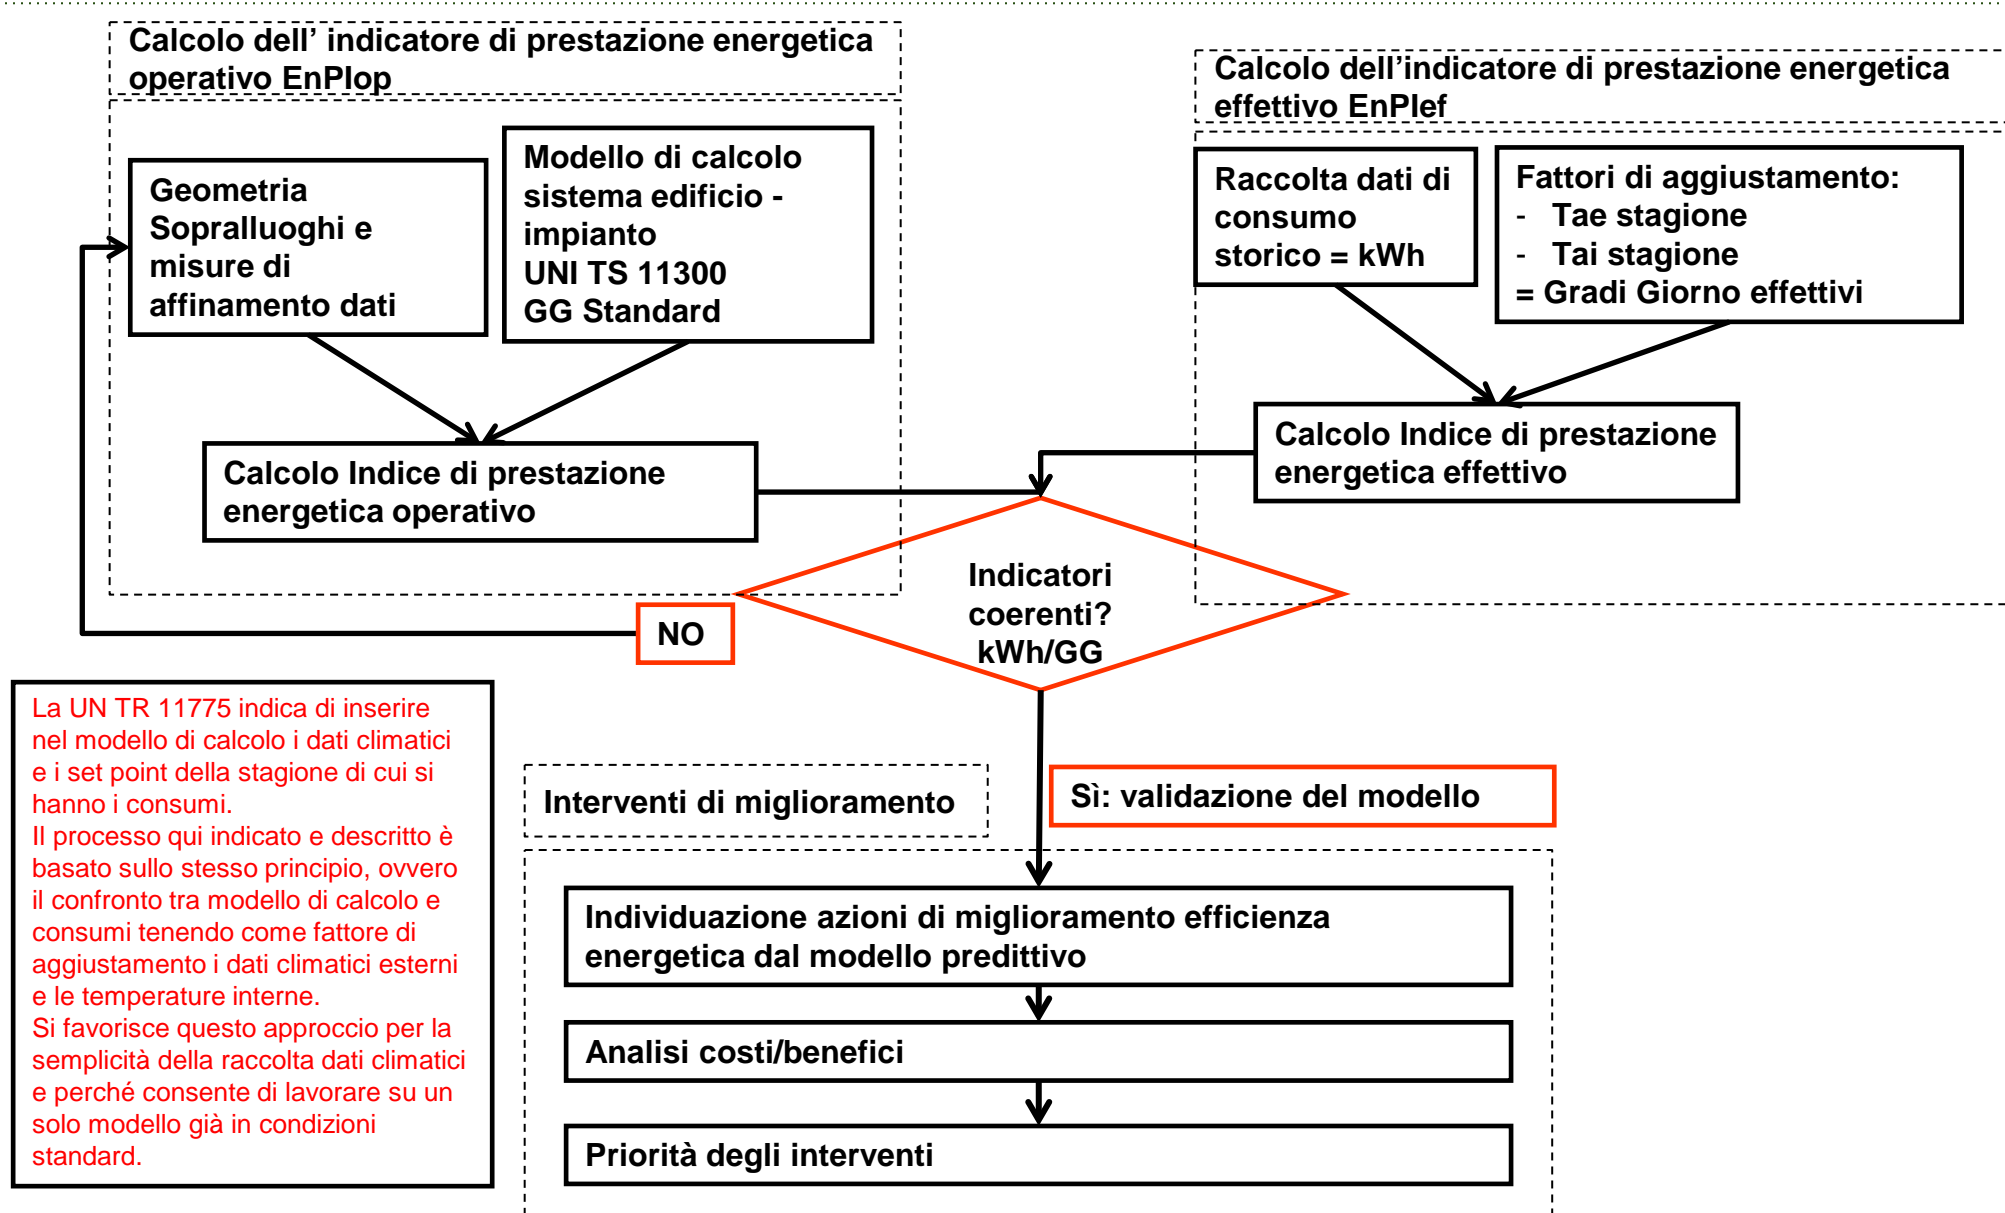 Calcolo dell' indicatore di prestazione energetica
operativo EnPIop
Calcolo dell'indicatore di prestazione energetica
effettivo EnPIef
Geometria
Sopralluoghi e
misure di
affinamento dati
Modello di calcolo
sistema edificio -
impianto
UNI TS 11300
GG Standard
Raccolta dati di
consumo
storico = kWh
Fattori di aggiustamento:
- Tae stagione
- Tai stagione
= Gradi Giorno effettivi
Calcolo Indice di prestazione
energetica operativo
Calcolo Indice di prestazione
energetica effettivo
Indicatori
coerenti?
kWh/GG
NO
La UN TR 11775 indica di inserire
nel modello di calcolo i dati climatici
e i set point della stagione di cui si
hanno i consumi.
Il processo qui indicato e descritto è
basato sullo stesso principio, ovvero
il confronto tra modello di calcolo e
consumi tenendo come fattore di
aggiustamento i dati climatici esterni
e le temperature interne.
Si favorisce questo approccio per la
semplicità della raccolta dati climatici
e perché consente di lavorare su un
solo modello già in condizioni
standard.
Interventi di miglioramento
Sì: validazione del modello
Individuazione azioni di miglioramento efficienza
energetica dal modello predittivo
Analisi costi/benefici
Priorità degli interventi